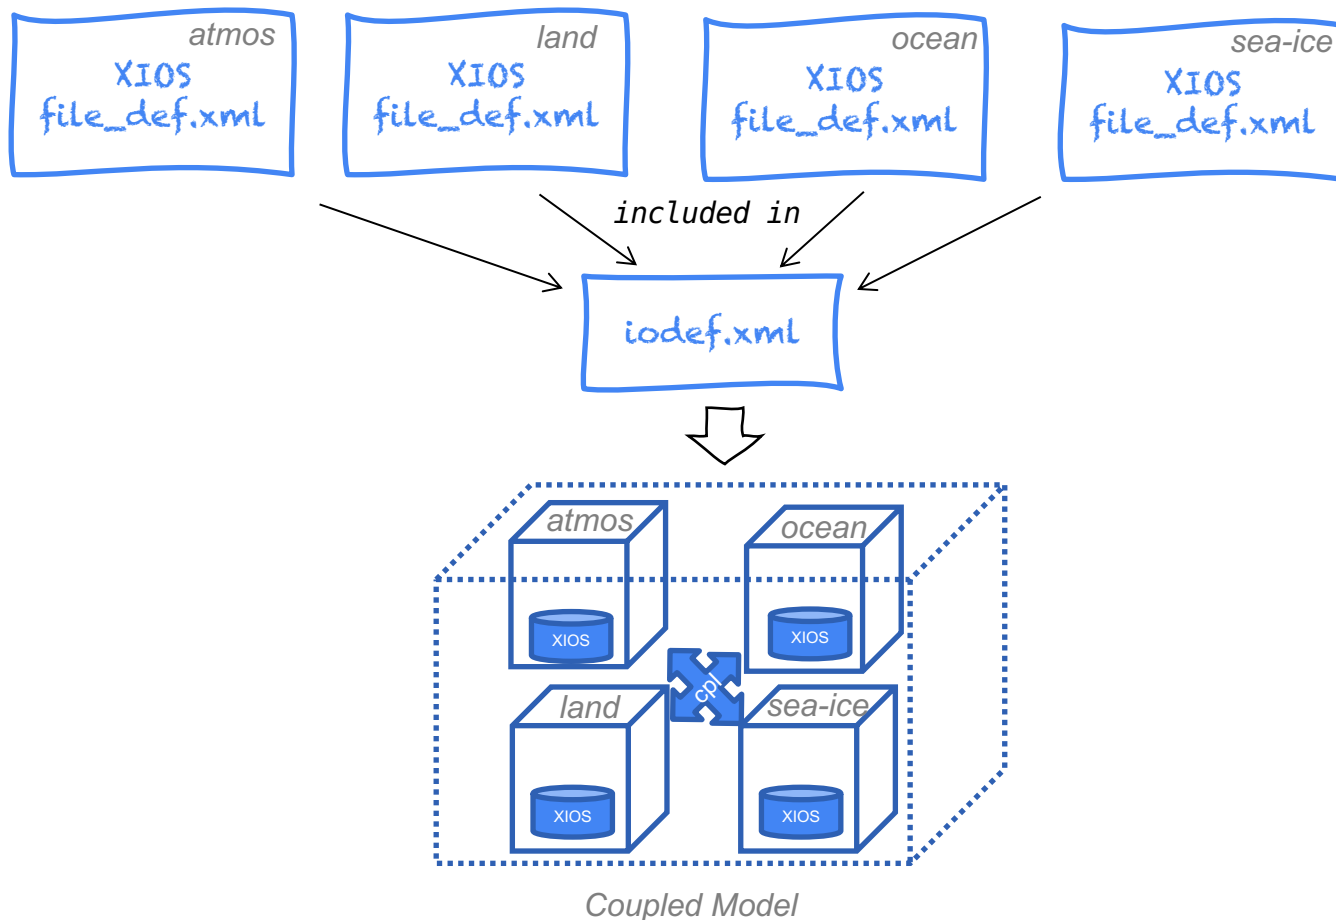 atmos
XIOS
file_def.xml
land
XIOS
file_def.xml
ocean
XIOS
file_def.xml
sea-ice
XIOS
file_def.xml
included in
iodef.xml
atmos
ocean
XIOS
XIOS
cpl
land
sea-ice
XIOS
XIOS
Coupled Model